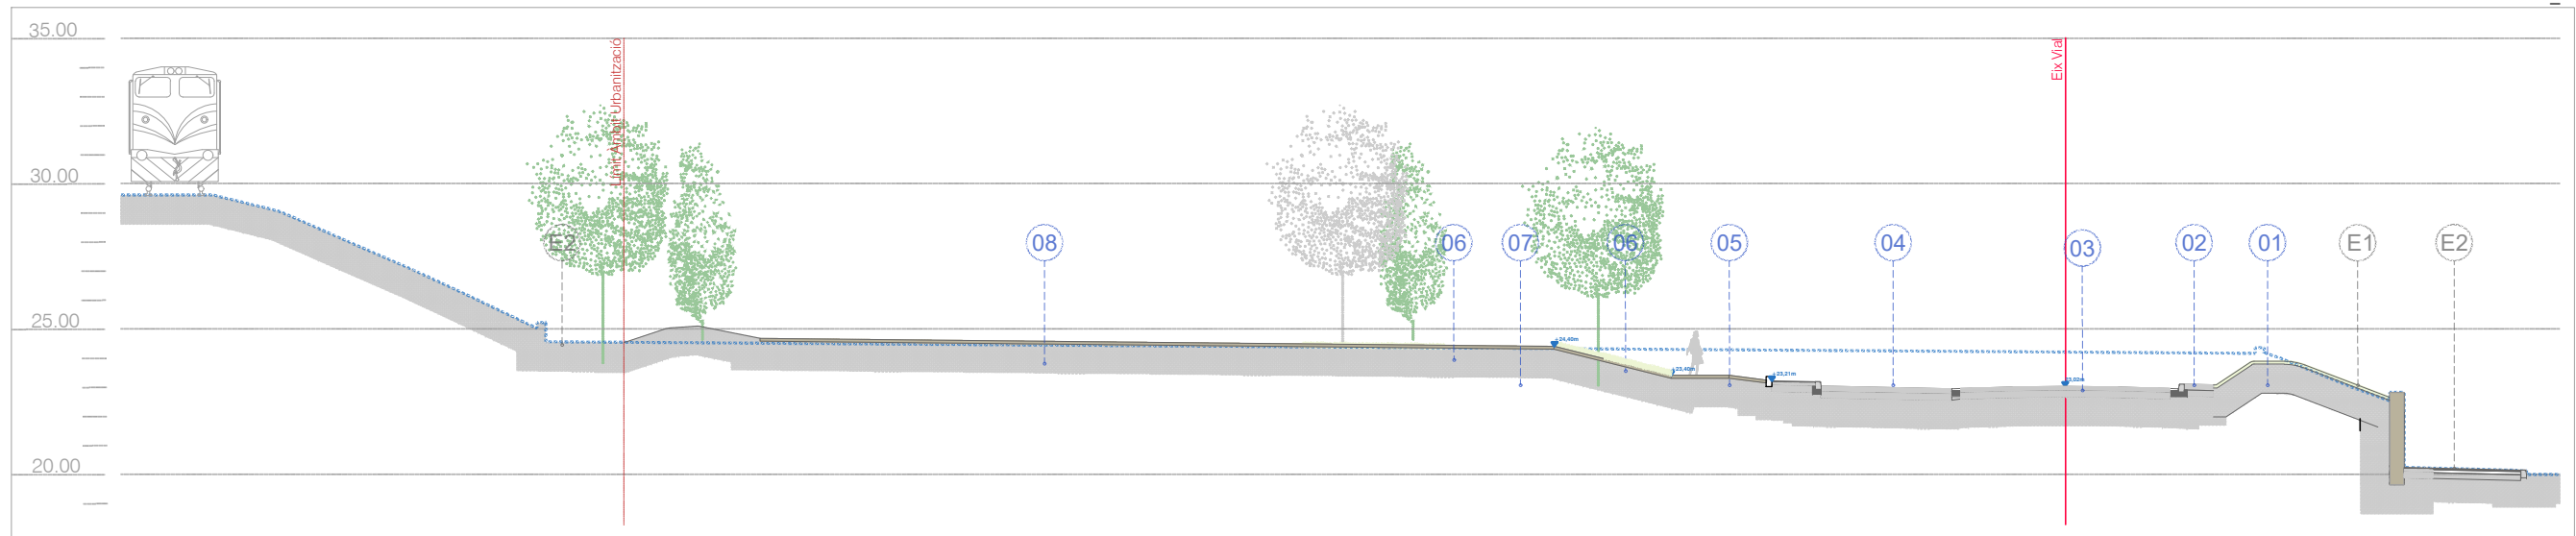 35.00
Límit Àmbit Urbanització
Eix Vial
30.00
E2
08
06
07
06
05
04
03
02
01
E1
E2
25.00
+24,40m
+23,40m
+23,21m
20.00